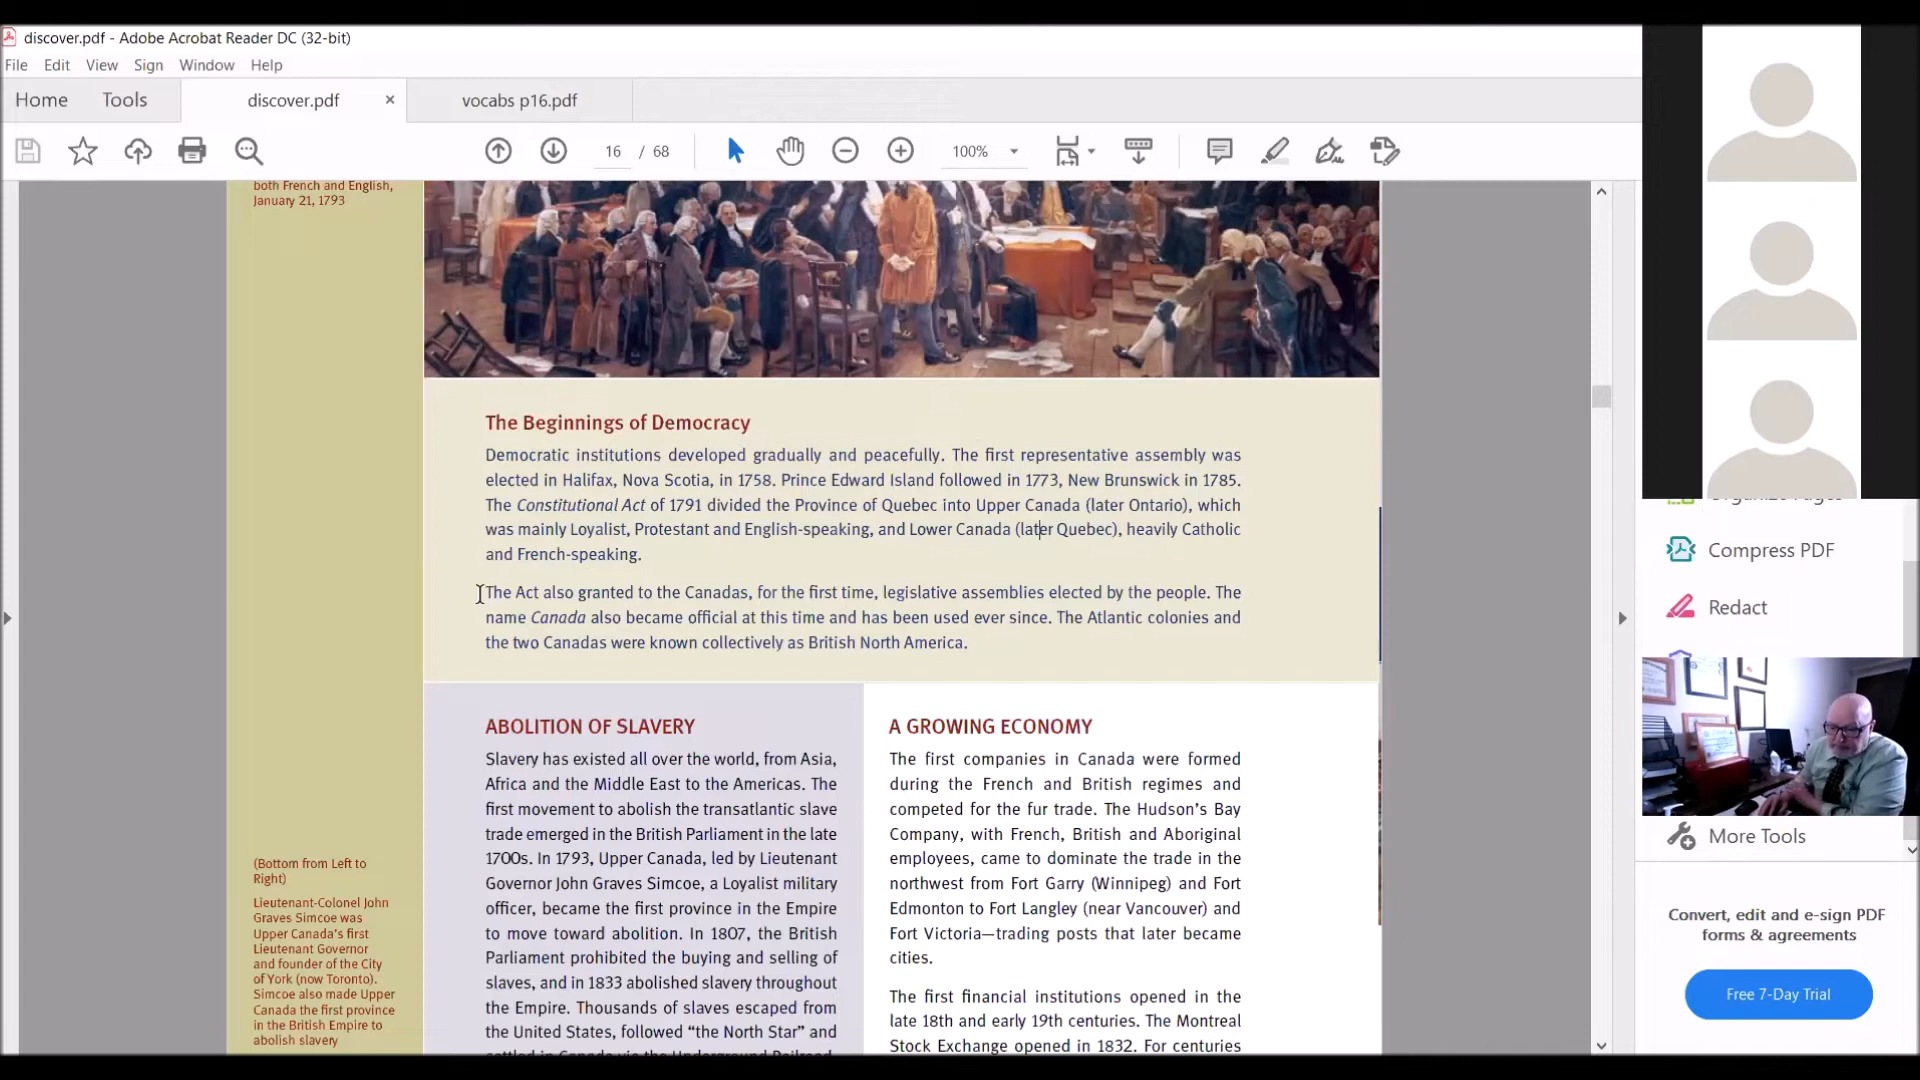 discover.pdf - Adobe Acrobat Reader DC (32-bit)
File Edit View Sign Window Help
Home Tools discover.pdf × vocabs p16.pdf
16 / 68 100%
both French and English,
January 21, 1793
The Beginnings of Democracy
Democratic institutions developed gradually and peacefully. The first representative assembly was
elected in Halifax, Nova Scotia, in 1758. Prince Edward Island followed in 1773, New Brunswick in 1785.
The Constitutional Act of 1791 divided the Province of Quebec into Upper Canada (later Ontario), which
was mainly Loyalist, Protestant and English-speaking, and Lower Canada (later Quebec), heavily Catholic
and French-speaking.
The Act also granted to the Canadas, for the first time, legislative assemblies elected by the people. The
name Canada also became official at this time and has been used ever since. The Atlantic colonies and
the two Canadas were known collectively as British North America.
(Bottom from Left to
Right)
Lieutenant-Colonel John
Graves Simcoe was
Upper Canada's first
Lieutenant Governor
and founder of the City
of York (now Toronto).
Simcoe also made Upper
Canada the first province
in the British Empire to
abolish slavery
ABOLITION OF SLAVERY
Slavery has existed all over the world, from Asia,
Africa and the Middle East to the Americas. The
first movement to abolish the transatlantic slave
trade emerged in the British Parliament in the late
1700s. In 1793, Upper Canada, led by Lieutenant
Governor John Graves Simcoe, a Loyalist military
officer, became the first province in the Empire
to move toward abolition. In 1807, the British
Parliament prohibited the buying and selling of
slaves, and in 1833 abolished slavery throughout
the Empire. Thousands of slaves escaped from
the United States, followed "the North Star" and
settled in Canada via the Underground Railroad,
A GROWING ECONOMY
The first companies in Canada were formed
during the French and British regimes and
competed for the fur trade. The Hudson's Bay
Company, with French, British and Aboriginal
employees, came to dominate the trade in the
northwest from Fort Garry (Winnipeg) and Fort
Edmonton to Fort Langley (near Vancouver) and
Fort Victoria—trading posts that later became
cities.
The first financial institutions opened in the
late 18th and early 19th centuries. The Montreal
Stock Exchange opened in 1832. For centuries
Organize Pages
Compress PDF
Redact
More Tools
Convert, edit and e-sign PDF
forms & agreements
Free 7-Day Trial